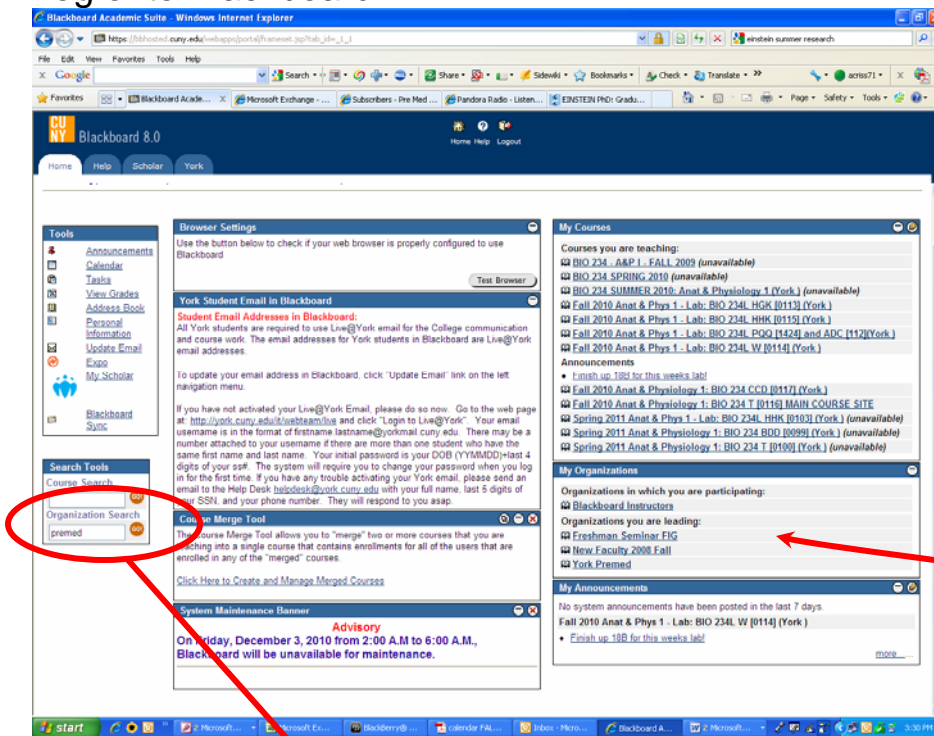 Blackboard Academic Suite - Windows Internet Explorer
https://bbhosted.cuny.edu/webapps/portal/frameset.jsp?tab_id=_1_1
einstein summer research
File Edit View Favorites Tools Help
x Google
Search
Share
Sidewiki
Bookmarks
Check
Translate
acriss71
Favorites
Blackboard Acade...
Microsoft Exchange - ...
Subscribers - Pre Med ...
Pandora Radio - Listen...
EINSTEIN PhD: Gradu...
Page
Safety
Tools
CU
NY
Blackboard 8.0
Home Help Logout
Home Help Scholar York
Tools
Announcements
Calendar
Tasks
View Grades
Address Book
Personal
Information
Update Email
Expo
My Scholar
Blackboard
Sync
Search Tools
Course Search
GO!
Organization Search
premed GO!
Browser Settings
Use the button below to check if your web browser is properly configured to use
Blackboard
Test Browser
York Student Email in Blackboard
Student Email Addresses in Blackboard:
All York students are required to use Live@York email for the College communication
and course work. The email addresses for York students in Blackboard are Live@York
email addresses.
To update your email address in Blackboard, click "Update Email" link on the left
navigation menu.
If you have not activated your Live@York Email, please do so now. Go to the web page
at: http://york.cuny.edu/it/webteam/live and click "Login to Live@York". Your email
username is in the format of firstname.lastname@yorkmail.cuny.edu There may be a
number attached to your username if there are more than one student who have the
same first name and last name. Your initial password is your DOB (YYMMDD)+last 4
digits of your ss#. The system will require you to change your password when you log
in for the first time. If you have any trouble activating your York email, please send an
email to the Help Desk helpdesk@york.cuny.edu with your full name, last 5 digits of
your SSN, and your phone number. They will respond to you asap.
Course Merge Tool
The Course Merge Tool allows you to "merge" two or more courses that you are
teaching into a single course that contains enrollments for all of the users that are
enrolled in any of the "merged" courses.
Click Here to Create and Manage Merged Courses
System Maintenance Banner
Advisory
On Friday, December 3, 2010 from 2:00 A.M to 6:00 A.M.,
Blackboard will be unavailable for maintenance.
My Courses
Courses you are teaching:
BIO 234 - A&P I - FALL 2009 (unavailable)
BIO 234 SPRING 2010 (unavailable)
BIO 234 SUMMER 2010: Anat & Physiology 1 (York ) (unavailable)
Fall 2010 Anat & Phys 1 - Lab: BIO 234L HGK [0113] (York )
Fall 2010 Anat & Phys 1 - Lab: BIO 234L HHK [0115] (York )
Fall 2010 Anat & Phys 1 - Lab: BIO 234L PQQ [1424] and ADC [112](York )
Fall 2010 Anat & Phys 1 - Lab: BIO 234L W [0114] (York )
Announcements
• Finish up 18B for this weeks lab!
Fall 2010 Anat & Physiology 1: BIO 234 CCD [0117] (York )
Fall 2010 Anat & Physiology 1: BIO 234 T [0116] MAIN COURSE SITE
Spring 2011 Anat & Phys 1 - Lab: BIO 234L HHK [0103] (York ) (unavailable)
Spring 2011 Anat & Physiology 1: BIO 234 BDD [0099] (York ) (unavailable)
Spring 2011 Anat & Physiology 1: BIO 234 T [0100] (York ) (unavailable)
My Organizations
Organizations in which you are participating:
Blackboard Instructors
Organizations you are leading:
Freshman Seminar FIG
New Faculty 2008 Fall
York Premed
My Announcements
No system announcements have been posted in the last 7 days.
Fall 2010 Anat & Phys 1 - Lab: BIO 234L W [0114] (York )
• Finish up 18B for this weeks lab!
more...
start
2 Microsoft...
Microsoft Ex...
BlackBerry® ...
calendar FAL...
Inbox - Micro...
Blackboard A...
2 Microsoft...
3:30 PM